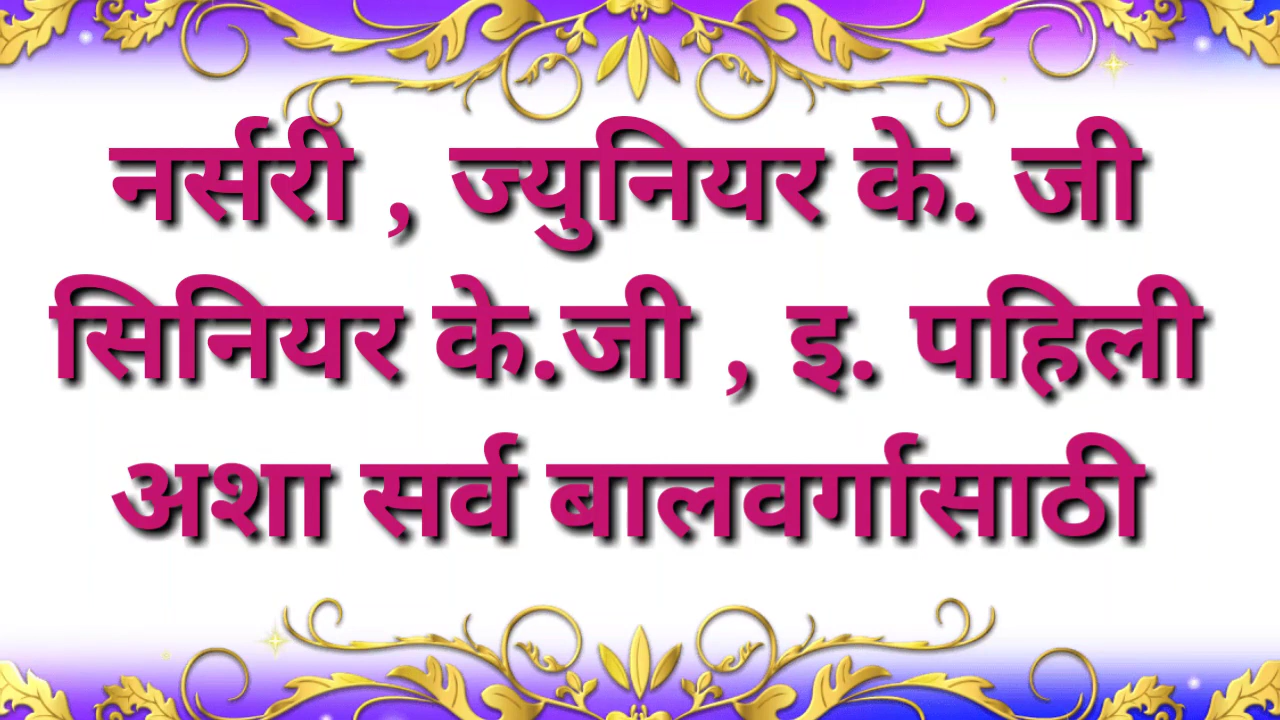 नर्सरी , ज्युनियर के. जी
सिनियर के.जी , इ. पहिली
अशा सर्व बालवर्गासाठी